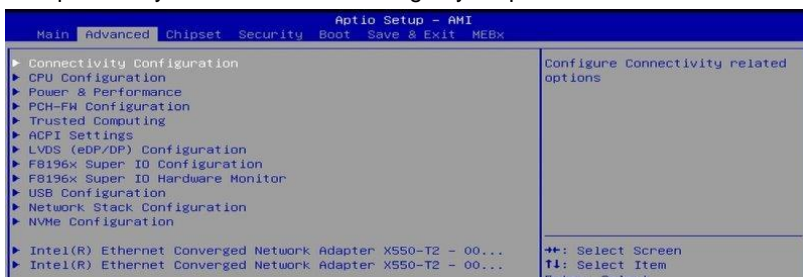 Aptio Setup - AMI
Main Advanced Chipset Security Boot Save & Exit MEBx
Connectivity Configuration
CPU Configuration
Power & Performance
PCH-FW Configuration
Trusted Computing
ACPI Settings
LVDS (eDP/DP) Configuration
F8196x Super IO Configuration
F8196x Super IO Hardware Monitor
USB Configuration
Network Stack Configuration
NVMe Configuration
Intel(R) Ethernet Converged Network Adapter X550-T2 - 00...
Intel(R) Ethernet Converged Network Adapter X550-T2 - 00...
Configure Connectivity related
options
→←: Select Screen
↑↓: Select Item